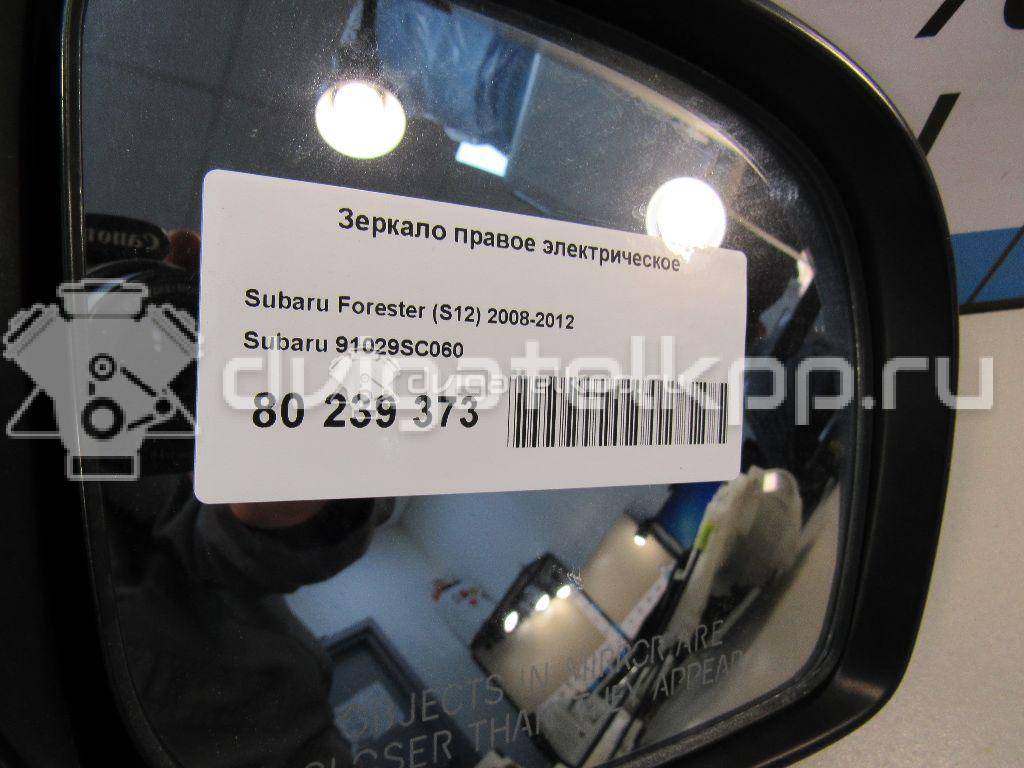 Зеркало правое электрическое
Subaru Forester (S12) 2008-2012
Subaru 91029SC060
80 239 373
dvigatelkpp.ru
Canon
OBJECTS IN MIRROR ARE
CLOSER THAN THEY APPEAR